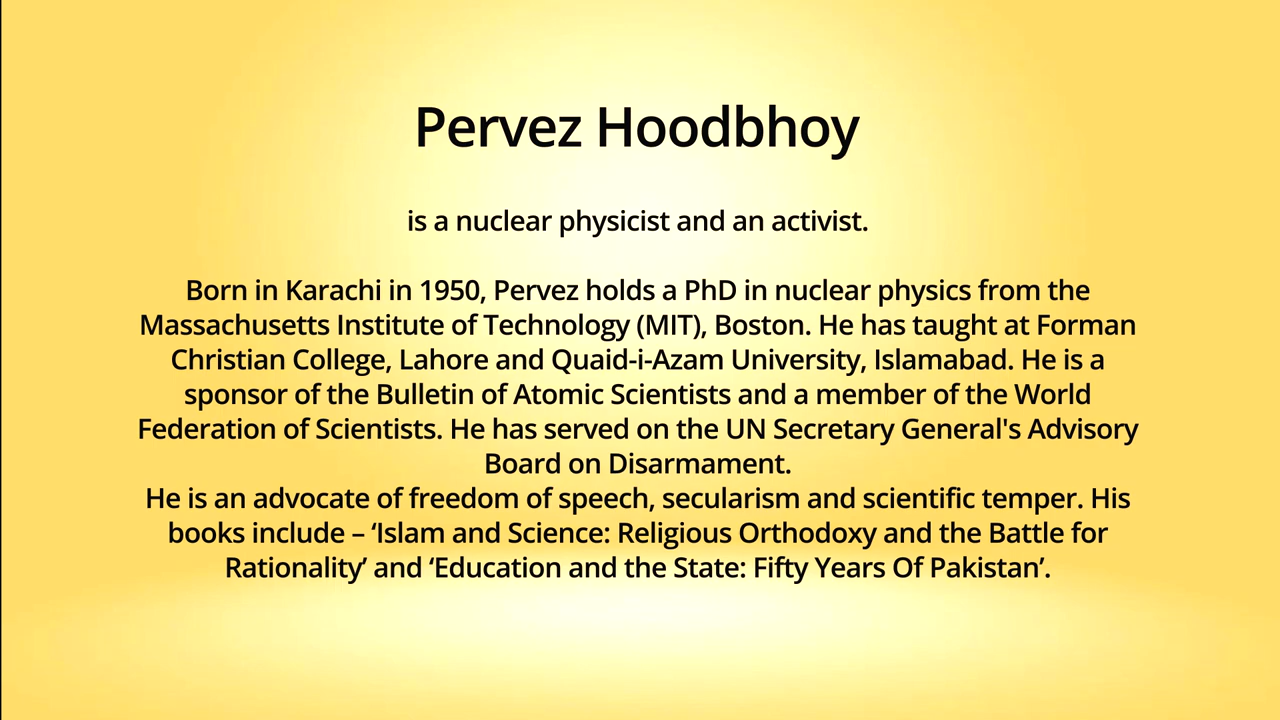 Pervez Hoodbhoy
is a nuclear physicist and an activist.
Born in Karachi in 1950, Pervez holds a PhD in nuclear physics from the
Massachusetts Institute of Technology (MIT), Boston. He has taught at Forman
Christian College, Lahore and Quaid-i-Azam University, Islamabad. He is a
sponsor of the Bulletin of Atomic Scientists and a member of the World
Federation of Scientists. He has served on the UN Secretary General's Advisory
Board on Disarmament.
He is an advocate of freedom of speech, secularism and scientific temper. His
books include – ‘Islam and Science: Religious Orthodoxy and the Battle for
Rationality’ and ‘Education and the State: Fifty Years Of Pakistan’.